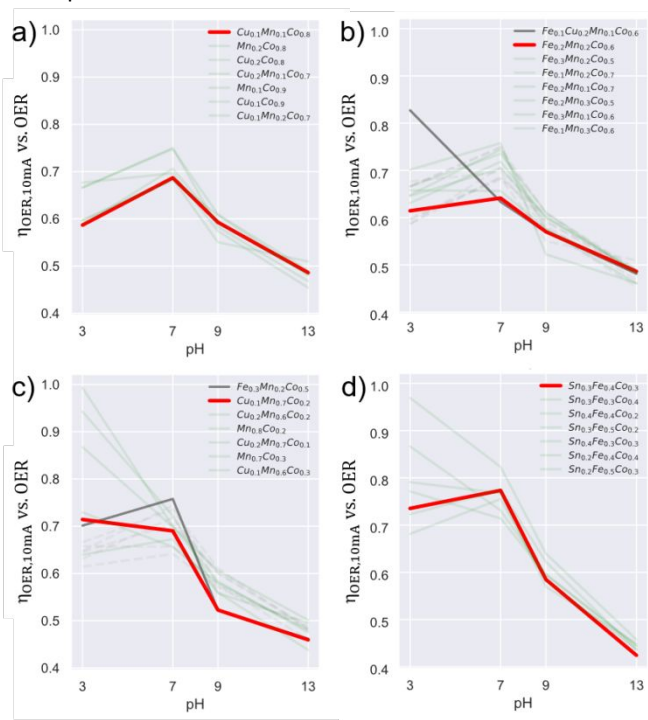 a)
1.0
0.9
0.8
0.7
0.6
0.5
0.4
η_OER,10mA vs. OER
Cu₀.₁Mn₀.₁Co₀.₈
Mn₀.₂Co₀.₈
Cu₀.₂Co₀.₈
Cu₀.₂Mn₀.₁Co₀.₇
Mn₀.₁Co₀.₉
Cu₀.₁Co₀.₉
Cu₀.₁Mn₀.₂Co₀.₇
3 7 9 13
pH
b)
1.0
0.9
0.8
0.7
0.6
0.5
0.4
η_OER,10mA vs. OER
Fe₀.₁Cu₀.₂Mn₀.₁Co₀.₆
Fe₀.₂Mn₀.₂Co₀.₆
Fe₀.₃Mn₀.₂Co₀.₅
Fe₀.₂Mn₀.₁Co₀.₇
Fe₀.₁Mn₀.₂Co₀.₇
Fe₀.₂Mn₀.₃Co₀.₅
Fe₀.₃Mn₀.₁Co₀.₆
Fe₀.₁Mn₀.₃Co₀.₆
3 7 9 13
pH
c)
1.0
0.9
0.8
0.7
0.6
0.5
0.4
η_OER,10mA vs. OER
Fe₀.₃Mn₀.₂Co₀.₅
Cu₀.₁Mn₀.₇Co₀.₂
Cu₀.₂Mn₀.₆Co₀.₂
Mn₀.₈Co₀.₂
Cu₀.₂Mn₀.₇Co₀.₁
Mn₀.₇Co₀.₃
Cu₀.₁Mn₀.₆Co₀.₃
3 7 9 13
pH
d)
1.0
0.9
0.8
0.7
0.6
0.5
0.4
η_OER,10mA vs. OER
Sn₀.₃Fe₀.₄Co₀.₃
Sn₀.₃Fe₀.₃Co₀.₄
Sn₀.₄Fe₀.₄Co₀.₂
Sn₀.₃Fe₀.₅Co₀.₂
Sn₀.₄Fe₀.₃Co₀.₃
Sn₀.₂Fe₀.₄Co₀.₄
Sn₀.₂Fe₀.₅Co₀.₃
3 7 9 13
pH